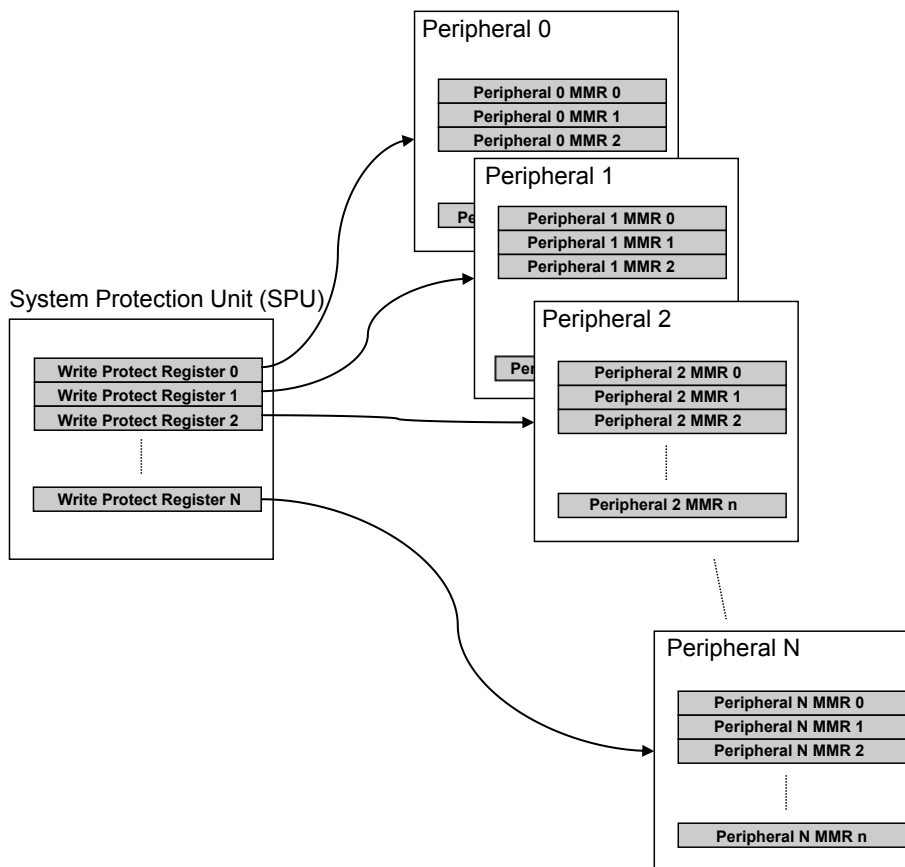 Peripheral 0
Peripheral 0 MMR 0
Peripheral 0 MMR 1
Peripheral 0 MMR 2
Peripheral 1
Peripheral 1 MMR 0
Peripheral 1 MMR 1
Peripheral 1 MMR 2
System Protection Unit (SPU)
Write Protect Register 0
Write Protect Register 1
Write Protect Register 2
Write Protect Register N
Peripheral 2
Peripheral 2 MMR 0
Peripheral 2 MMR 1
Peripheral 2 MMR 2
Peripheral 2 MMR n
Peripheral N
Peripheral N MMR 0
Peripheral N MMR 1
Peripheral N MMR 2
Peripheral N MMR n